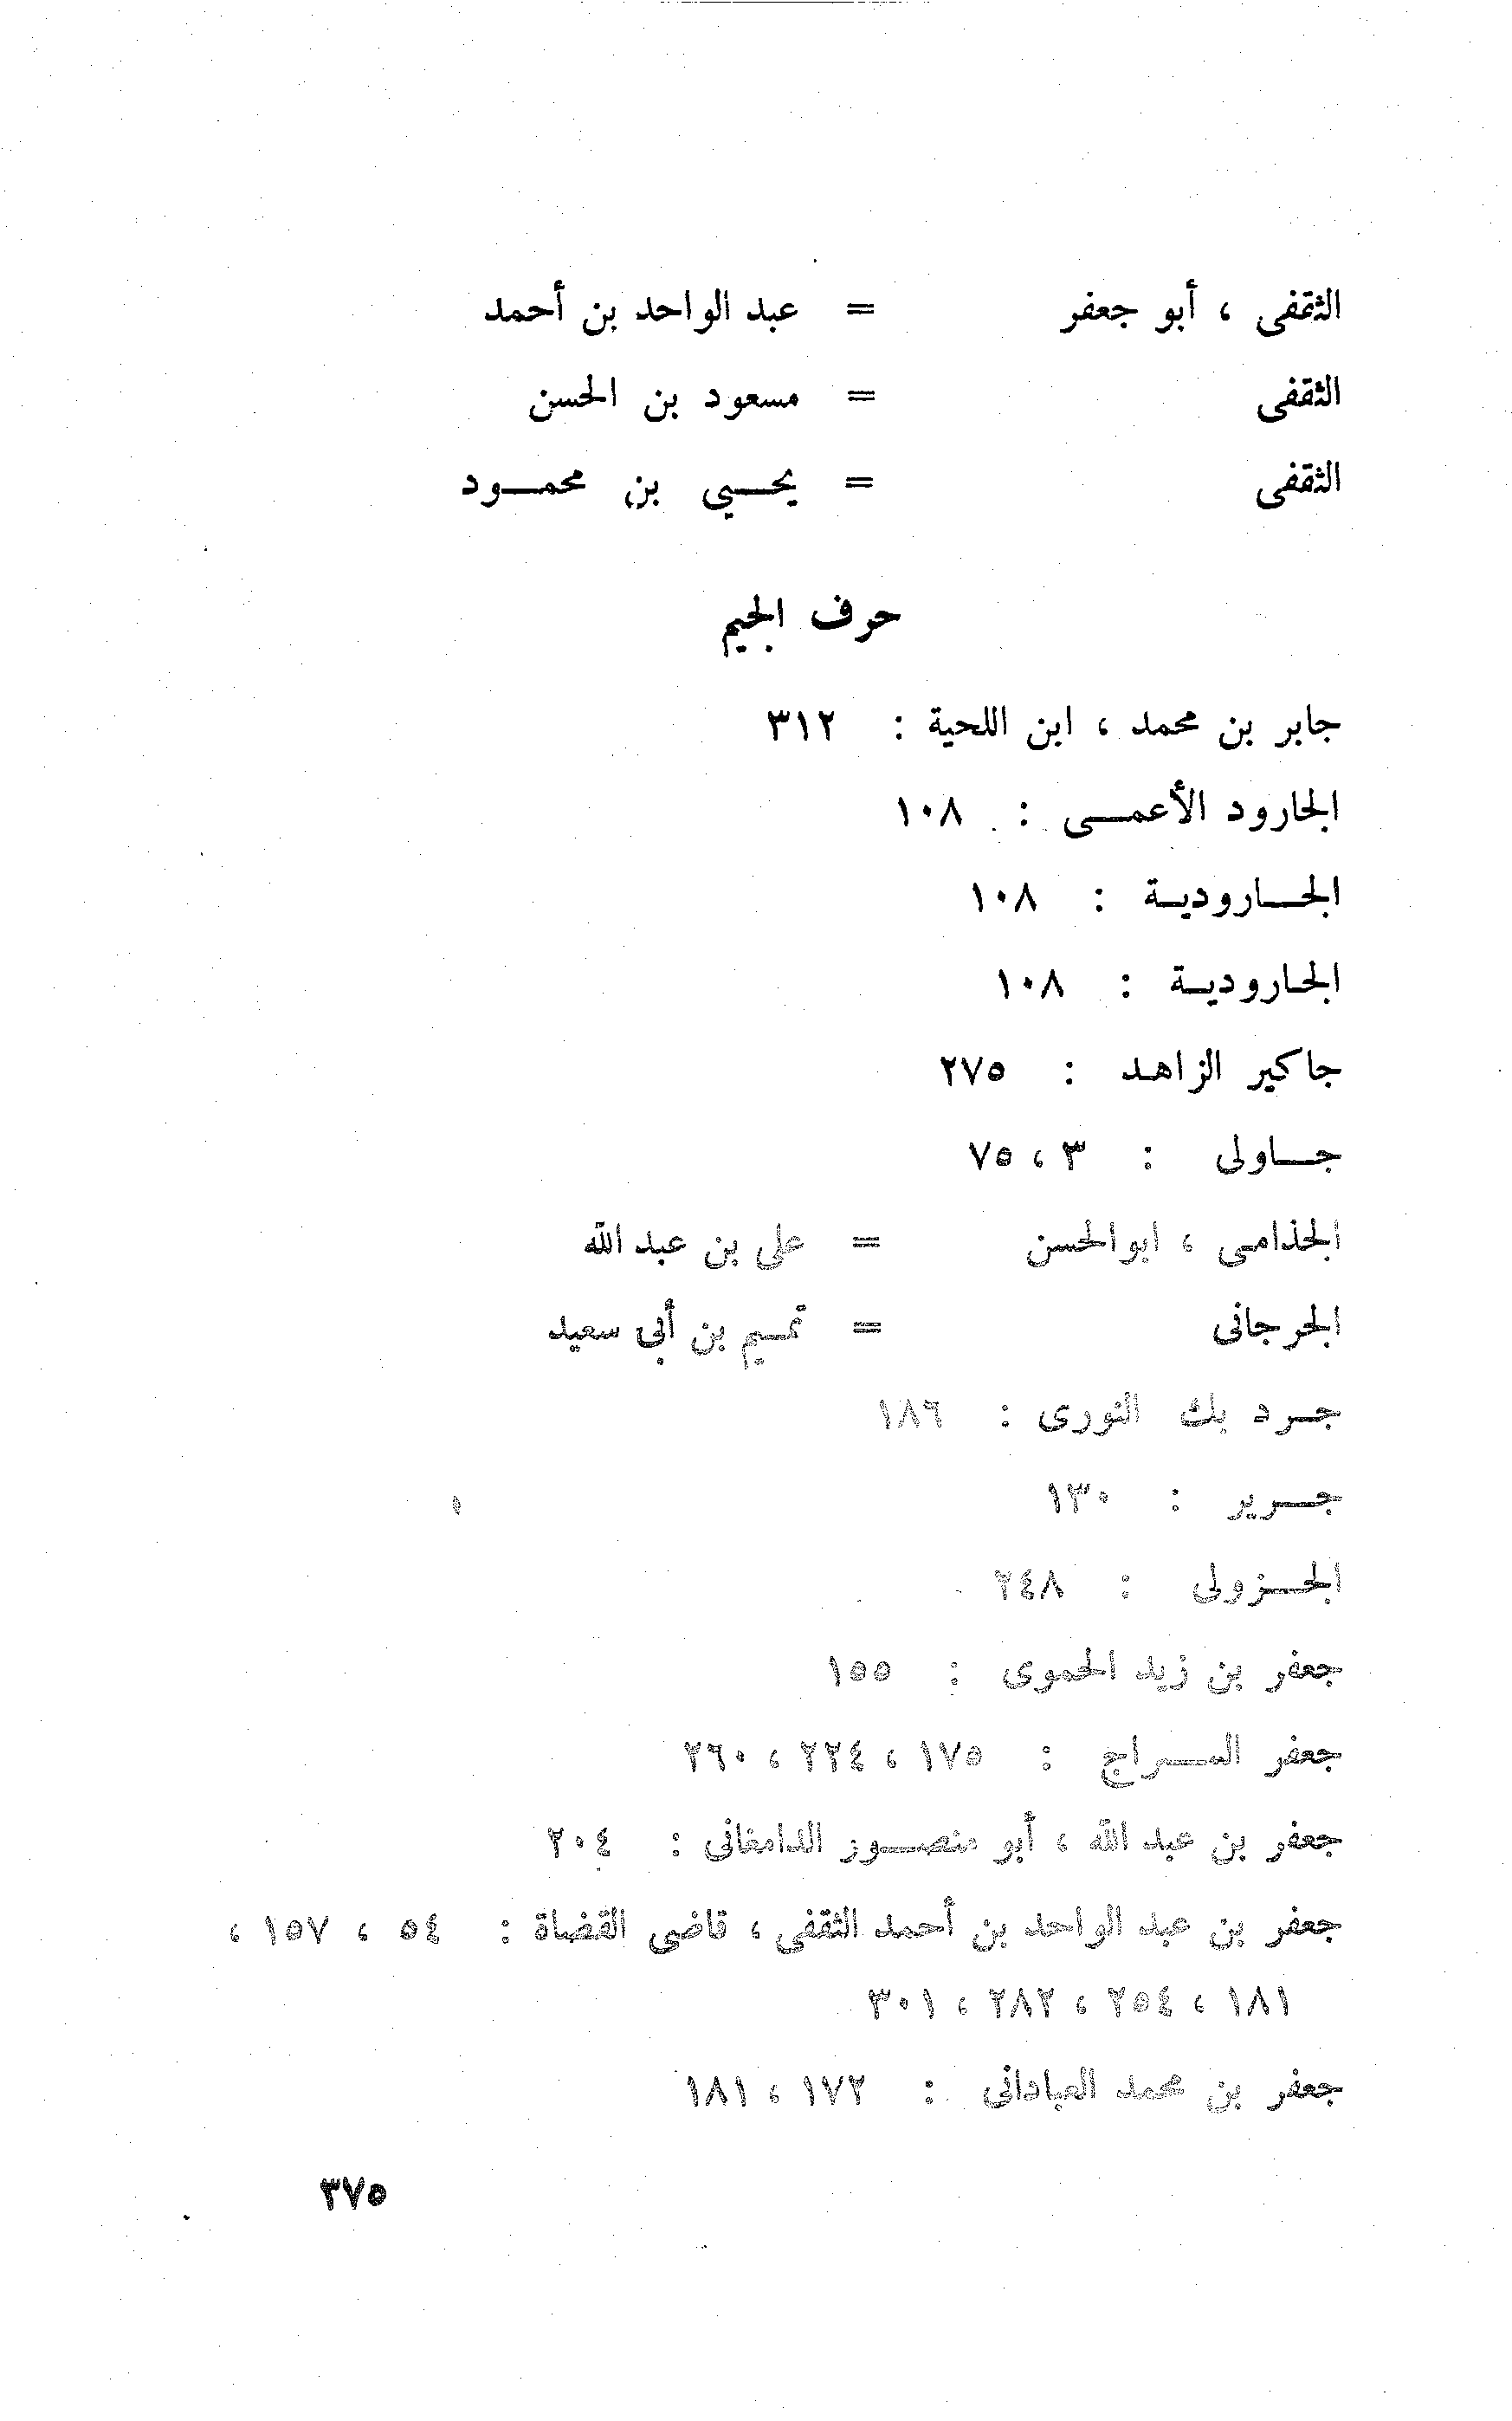 الثقفى ، أبو جعفر = عبد الواحد بن أحمد
الثقفى = مسعود بن الحسن
الثقفى = يحيي بن محمود
حرف الجيم
جابر بن محمد ، ابن اللحية : ٣١٢
الجارود الأعمى : ١٠٨
الجارودية : ١٠٨
الجارودية : ١٠٨
جاكير الزاهد : ٢٧٥
جاولى : ٣ ، ٧٥
الجذامى ، ابوالحسن = على بن عبد الله
الجرجانى = تميم بن أبى سعيد
جرد بك النورى : ١٨٦
جرير : ١٣٠
الجزولى : ٢٤٨
جعفر بن زيد الحموى : ١٥٥
جعفر السراج : ١٧٥ ، ٢٢٤ ، ٢٦٠
جعفر بن عبد الله ، أبو منصور الدامغانى : ٢٠٤
جعفر بن عبد الواحد بن أحمد الثقفى ، قاضى القضاة : ٥٤ ، ١٥٧ ،
١٨١ ، ٢٥٤ ، ٢٨٢ ، ٣٠١
جعفر بن محمد العبادانى : ١٧٢ ، ١٨١
٣٧٥